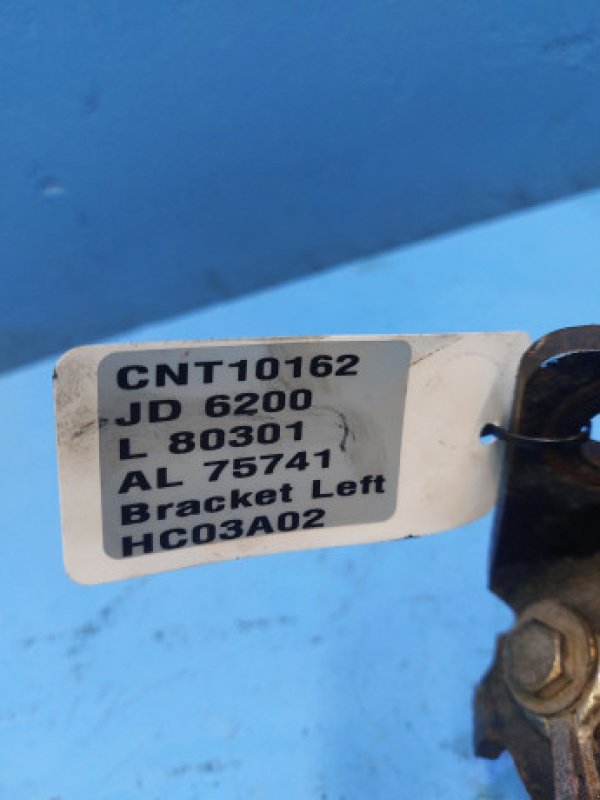 CNT10162
JD 6200
L 80301
AL 75741
Bracket Left
HC03A02